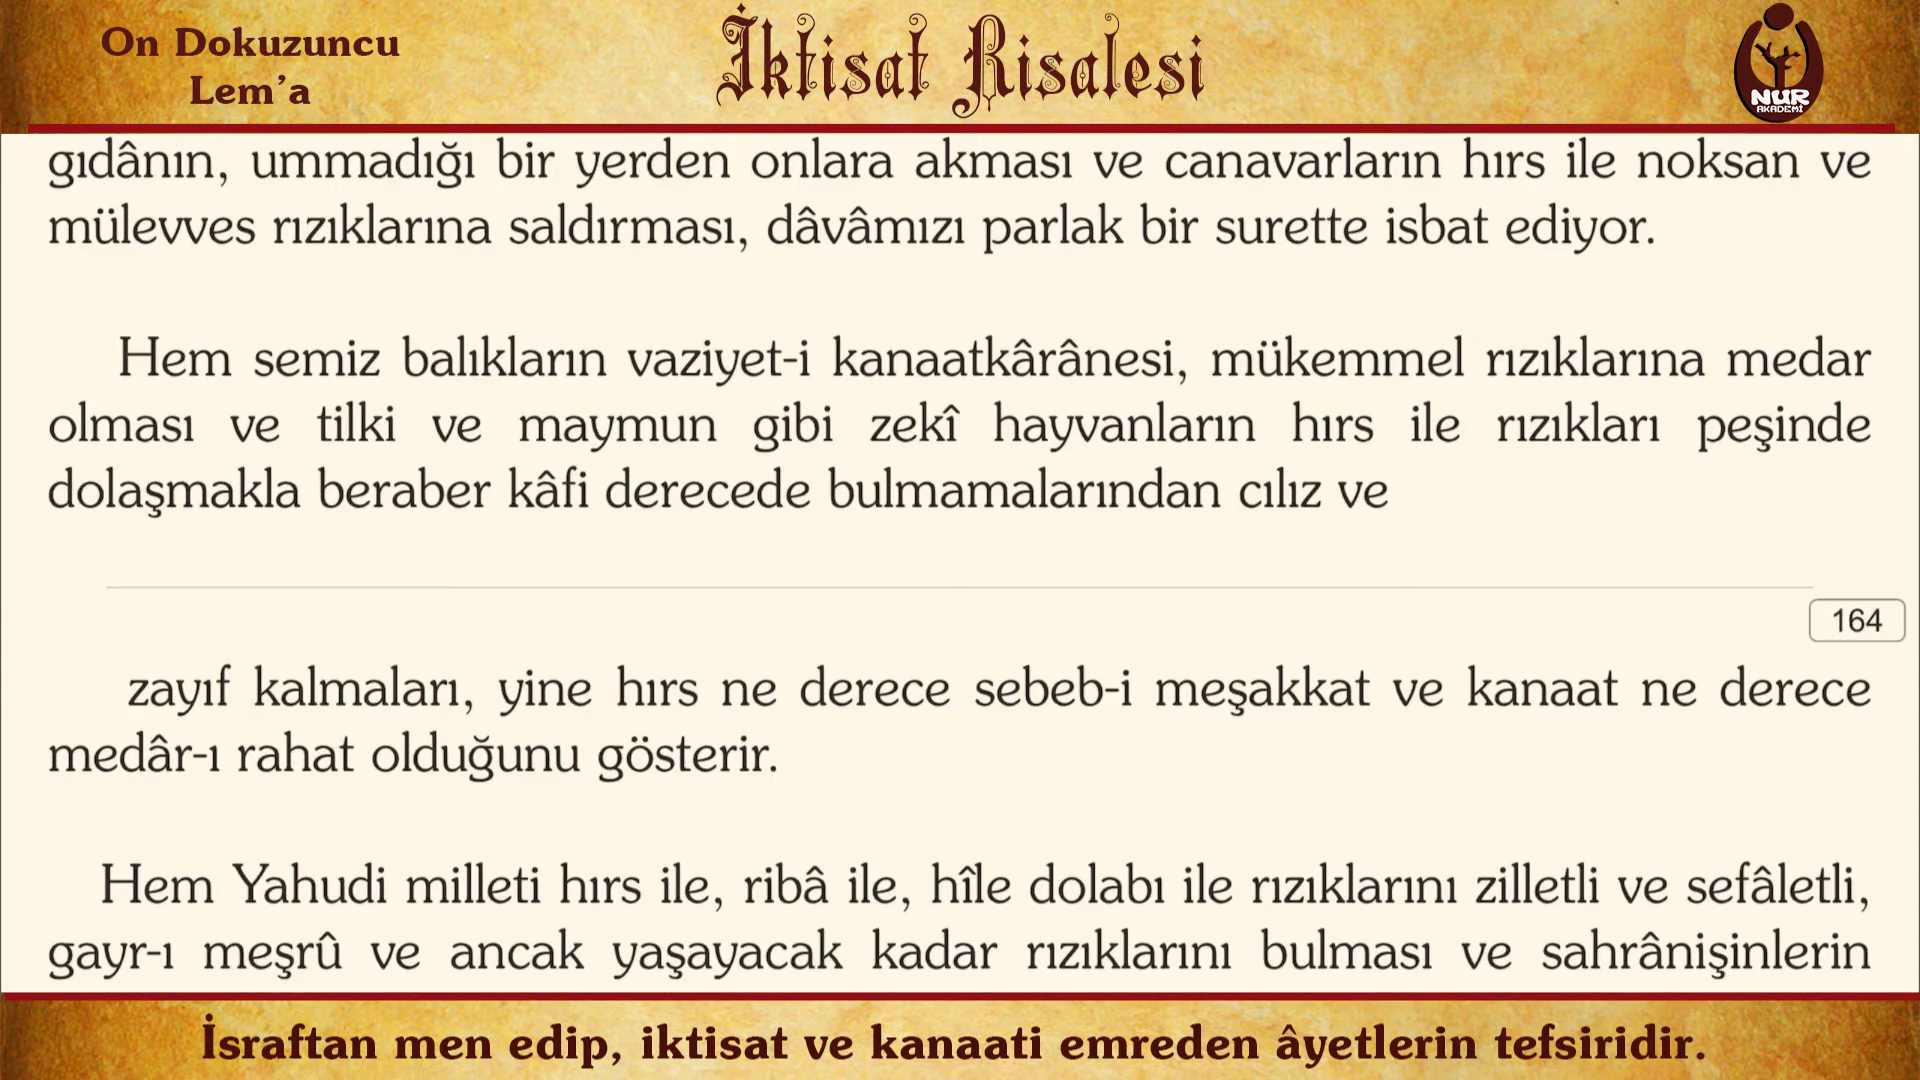 On Dokuzuncu
Lem’a
İktisat Risalesi
NUR
AKADEMİ
gıdânın, ummadığı bir yerden onlara akması ve canavarların hırs ile noksan ve
mülevves rızıklarına saldırması, dâvâmızı parlak bir surette isbat ediyor.
Hem semiz balıkların vaziyet-i kanaatkârânesi, mükemmel rızıklarına medar
olması ve tilki ve maymun gibi zekî hayvanların hırs ile rızıkları peşinde
dolaşmakla beraber kâfi derecede bulmamalarından cılız ve
164
zayıf kalmaları, yine hırs ne derece sebeb-i meşakkat ve kanaat ne derece
medâr-ı rahat olduğunu gösterir.
Hem Yahudi milleti hırs ile, ribâ ile, hîle dolabı ile rızıklarını zilletli ve sefâletli,
gayr-ı meşrû ve ancak yaşayacak kadar rızıklarını bulması ve sahrânişinlerin
İsraftan men edip, iktisat ve kanaati emreden âyetlerin tefsiridir.